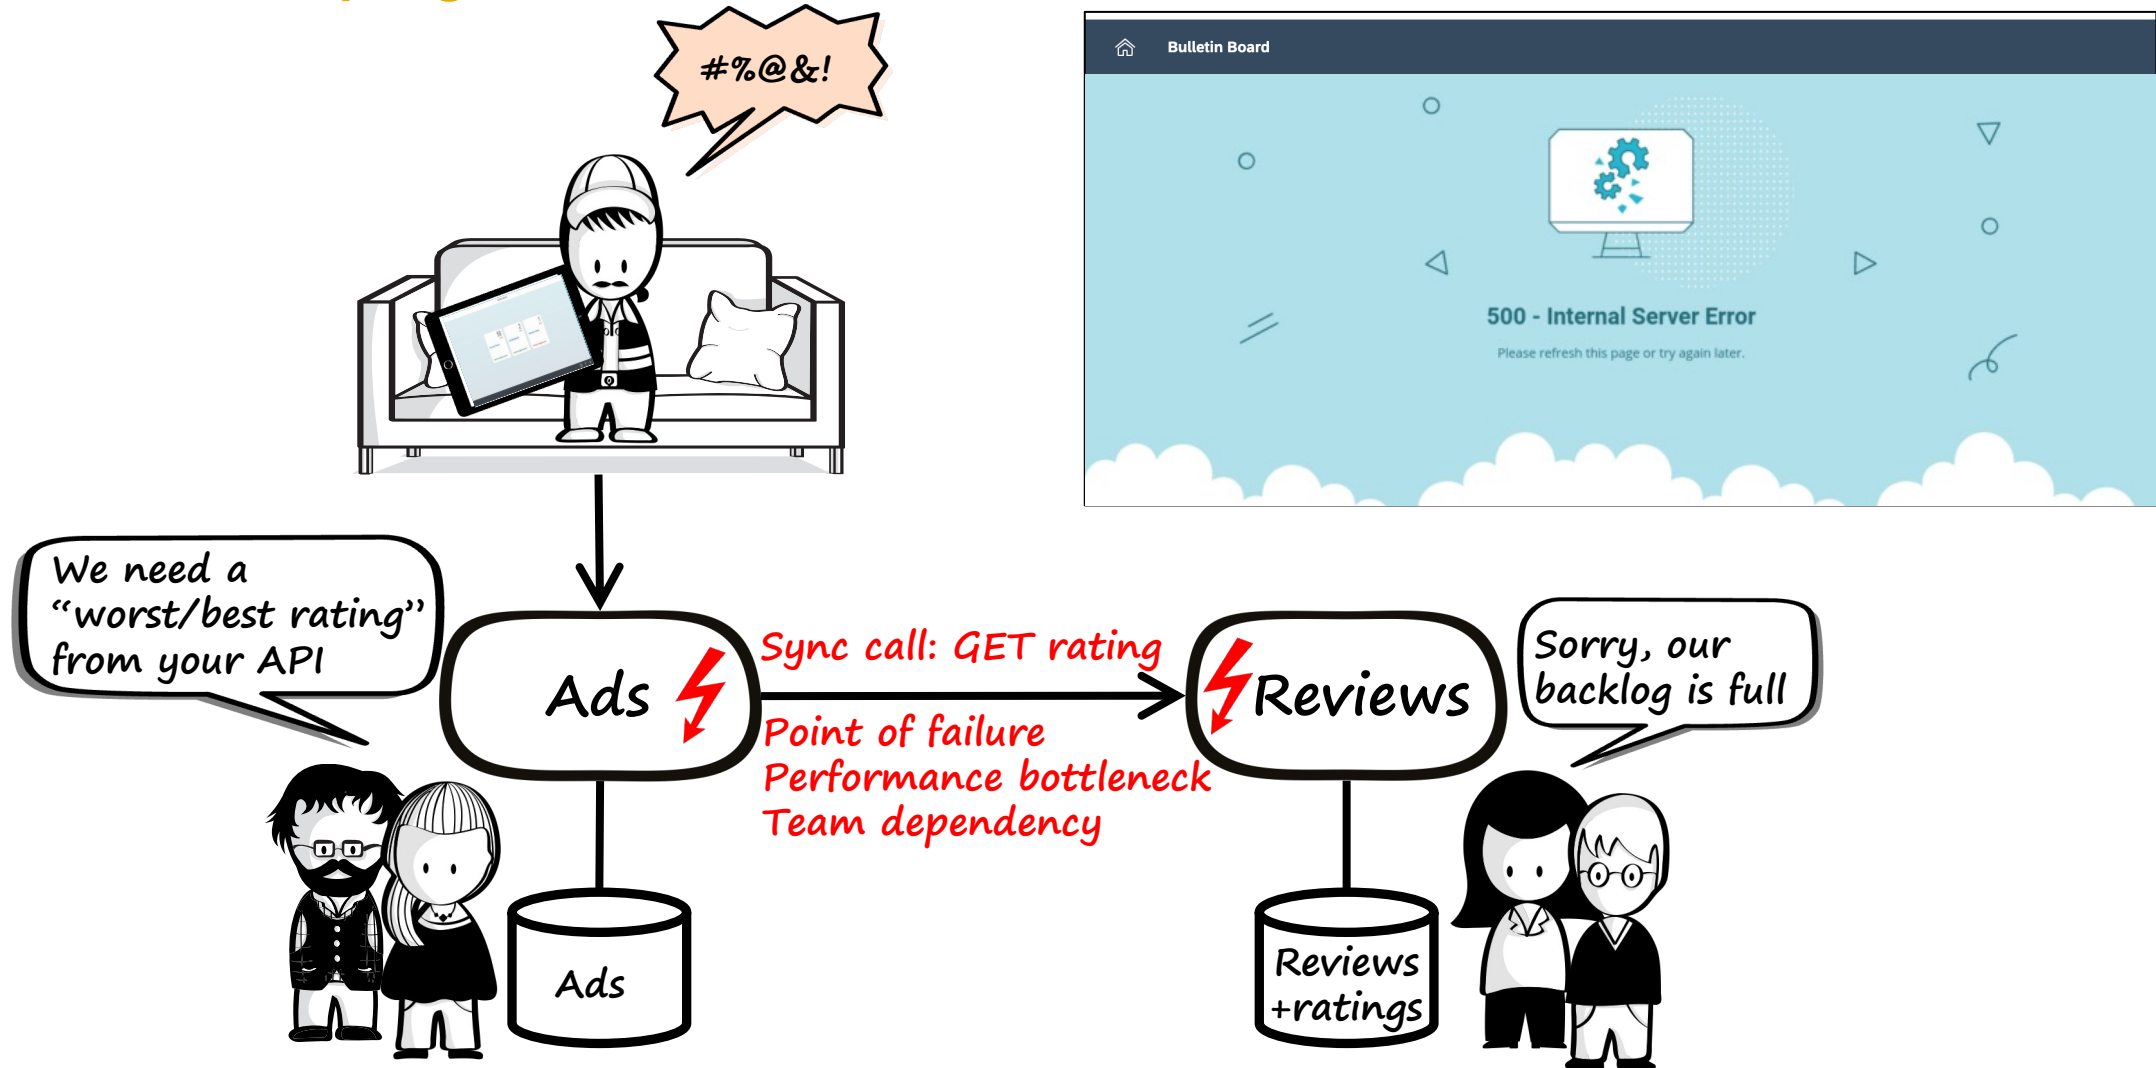 #%@&!
Bulletin Board
500 - Internal Server Error
Please refresh this page or try again later.
We need a
“worst/best rating”
from your API
Ads
Sync call: GET rating
Point of failure
Performance bottleneck
Team dependency
Reviews
Sorry, our
backlog is full
Ads
Reviews
+ratings